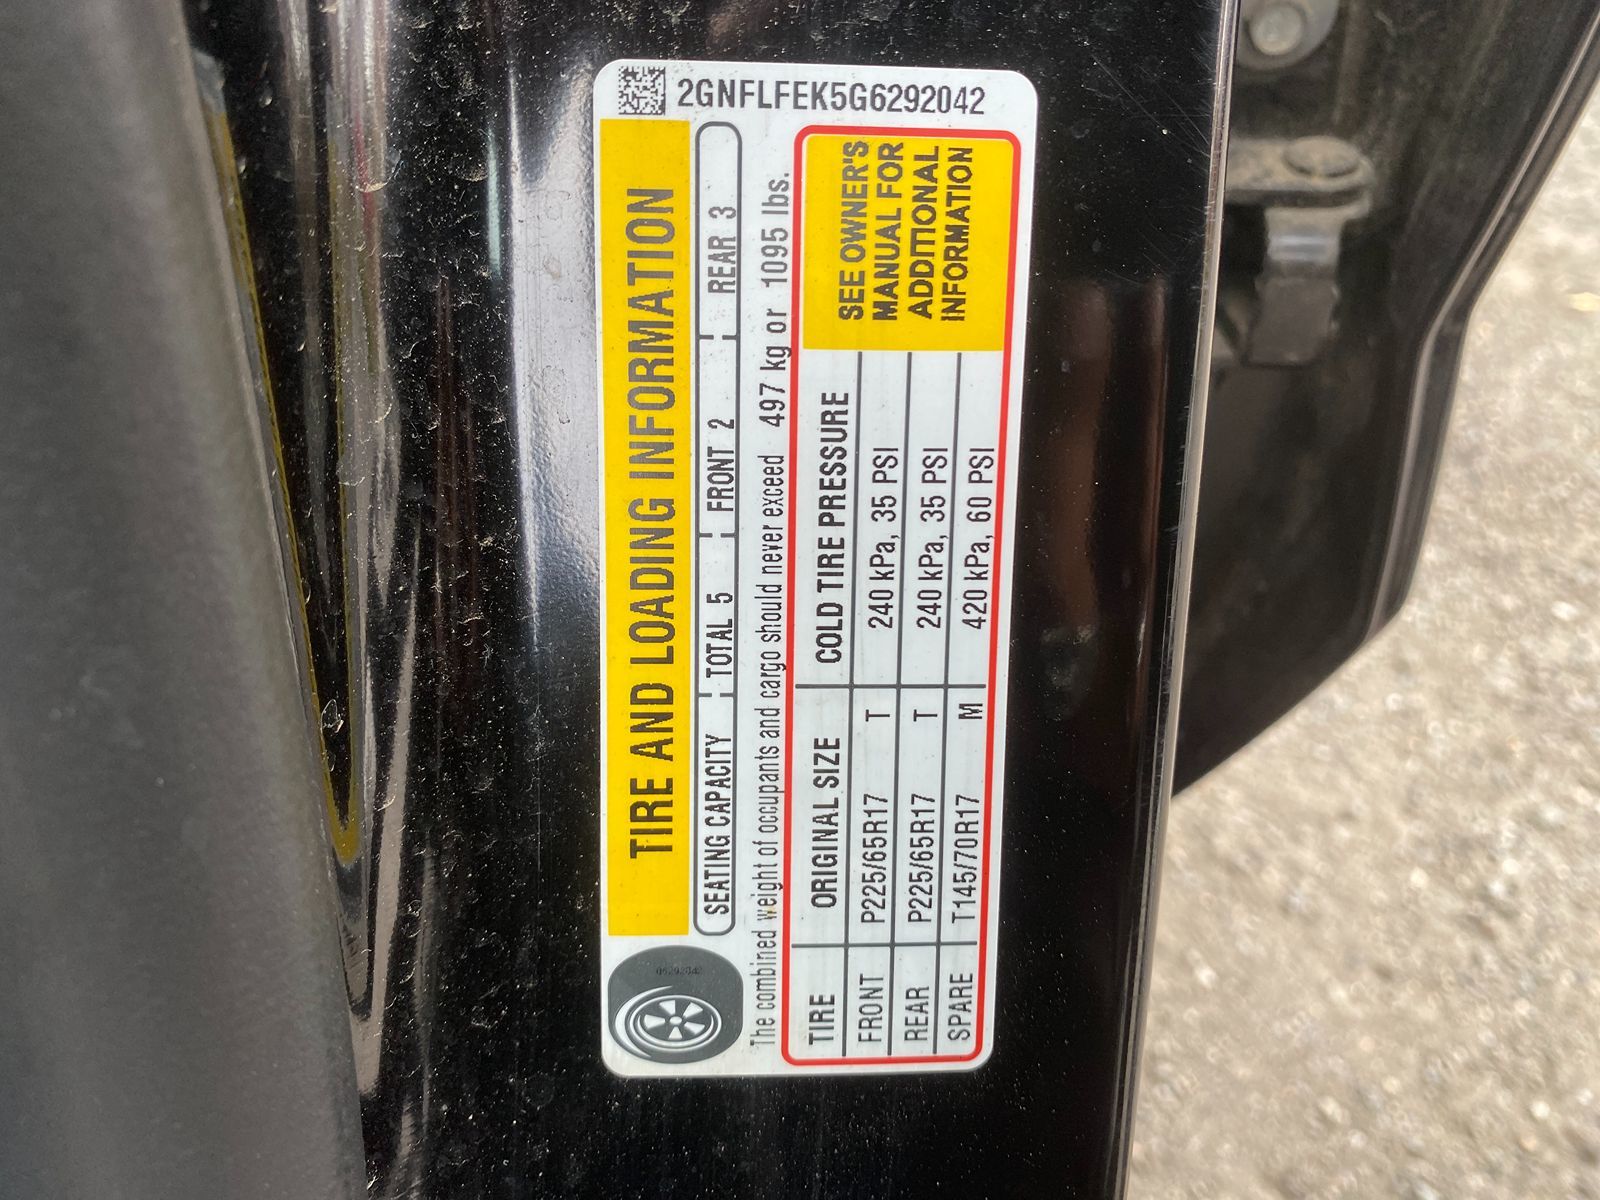 2GNFLFEK5G6292042
TIRE AND LOADING INFORMATION
SEATING CAPACITY TOTAL 5 FRONT 2 REAR 3
The combined weight of occupants and cargo should never exceed 497 kg or 1095 lbs.
TIRE ORIGINAL SIZE COLD TIRE PRESSURE
FRONT P225/65R17 T 240 kPa, 35 PSI
REAR P225/65R17 T 240 kPa, 35 PSI
SPARE T145/70R17 M 420 kPa, 60 PSI
SEE OWNER'S
MANUAL FOR
ADDITIONAL
INFORMATION